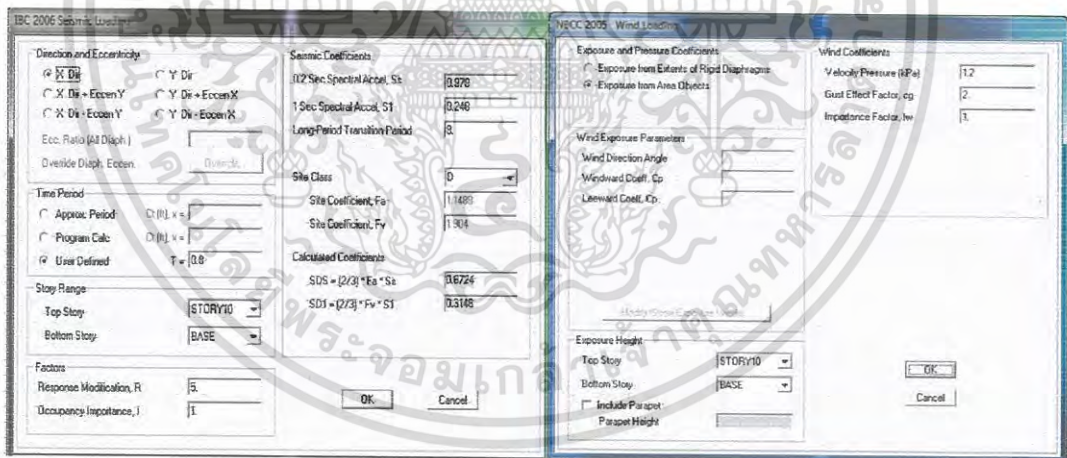 IBC 2006 Seismic Loading
Direction and Eccentricity
X Dir
Y Dir
X Dir + Eccen Y
Y Dir + Eccen X
X Dir - Eccen Y
Y Dir - Eccen X
Ecc. Ratio (All Diaph.)
Override Diaph. Eccen.
Override...
Time Period
Approx. Period
Ct (ft), x =
Program Calc
Ct (ft), x =
User Defined
T = 0.8
Story Range
Top Story
STORY10
Bottom Story
BASE
Factors
Response Modification, R
5.
Occupancy Importance, I
1.
Seismic Coefficients
0.2 Sec Spectral Accel, Ss
0.878
1 Sec Spectral Accel, S1
0.248
Long-Period Transition Period
8.
Site Class
D
Site Coefficient, Fa
1.1488
Site Coefficient, Fv
1.904
Calculated Coefficients
SDS = (2/3) * Fa * Ss
0.6724
SD1 = (2/3) * Fv * S1
0.3148
OK
Cancel
NBCC 2005 Wind Loading
Exposure and Pressure Coefficients
Exposure from Extents of Rigid Diaphragms
Exposure from Area Objects
Wind Exposure Parameters
Wind Direction Angle
Windward Coeff, Cp
Leeward Coeff, Cp
Exposure Height
Top Story
STORY10
Bottom Story
BASE
Include Parapet
Parapet Height
Wind Coefficients
Velocity Pressure (kPa)
1.2
Gust Effect Factor, cg
2.
Importance Factor, Iw
1.
OK
Cancel